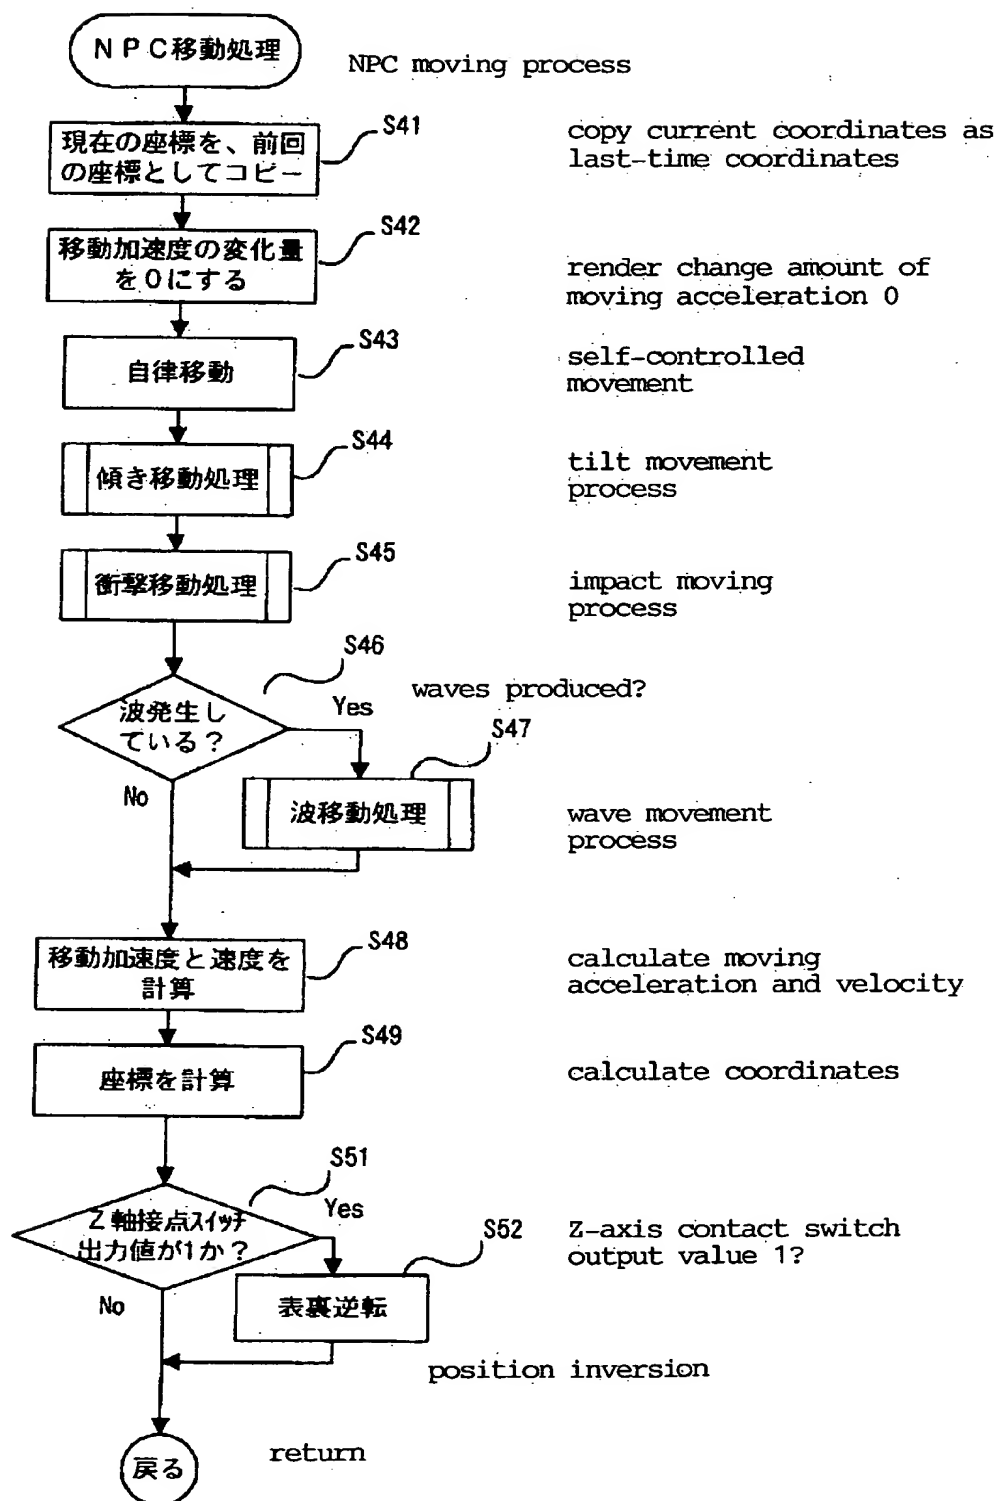 ＮＰＣ移動処理
NPC moving process
S41
現在の座標を、前回
の座標としてコピー
copy current coordinates as
last-time coordinates
S42
移動加速度の変化量
を０にする
render change amount of
moving acceleration 0
S43
自律移動
self-controlled
movement
S44
傾き移動処理
tilt movement
process
S45
衝撃移動処理
impact moving
process
S46
波発生し
ている？
waves produced?
Yes
No
S47
波移動処理
wave movement
process
S48
移動加速度と速度を
計算
calculate moving
acceleration and velocity
S49
座標を計算
calculate coordinates
S51
Ｚ軸接点ｽｲｯﾁ
出力値が1か？
Yes
No
Z-axis contact switch
output value 1?
S52
表裏逆転
position inversion
戻る
return